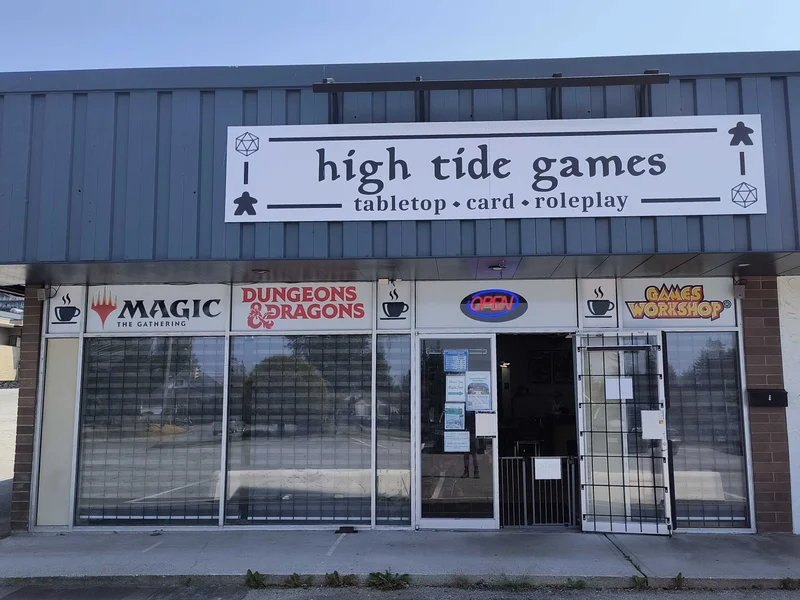 high tide games
tabletop • card • roleplay
MAGIC
THE GATHERING
DUNGEONS
& DRAGONS
OPEN
GAMES
WORKSHOP